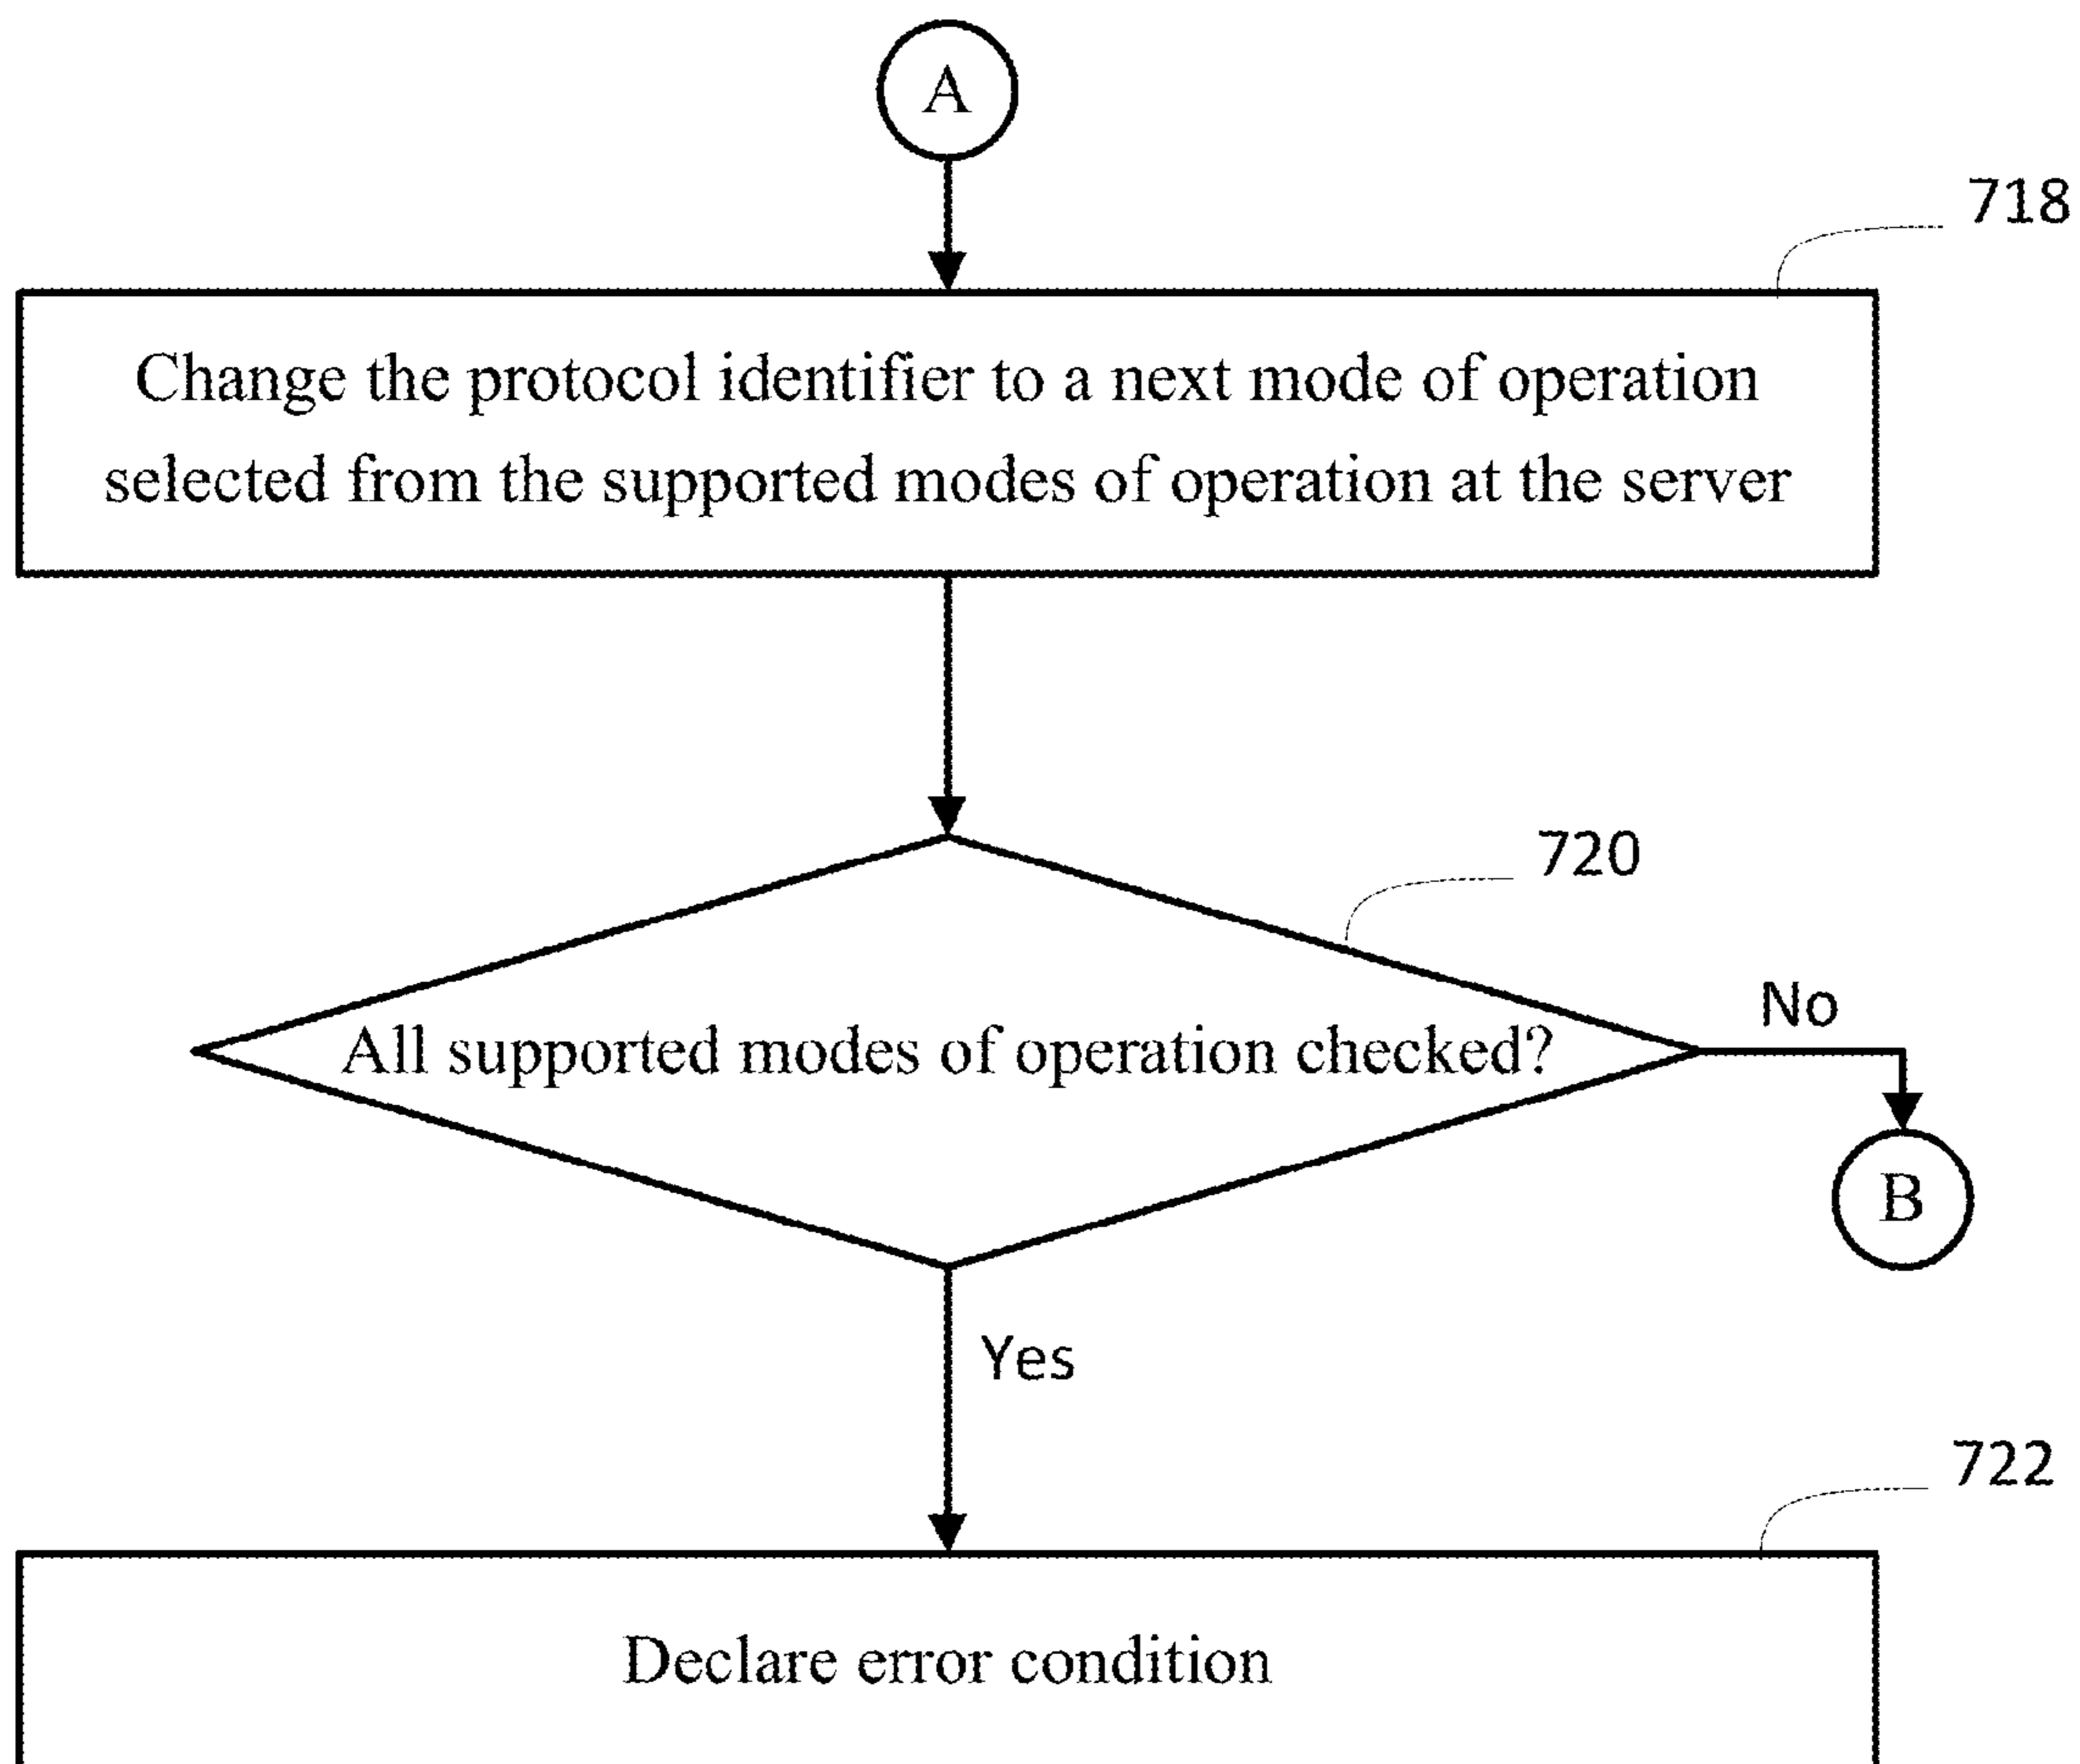 A
718
Change the protocol identifier to a next mode of operation
selected from the supported modes of operation at the server
720
No
All supported modes of operation checked?
B
Yes
722
Declare error condition